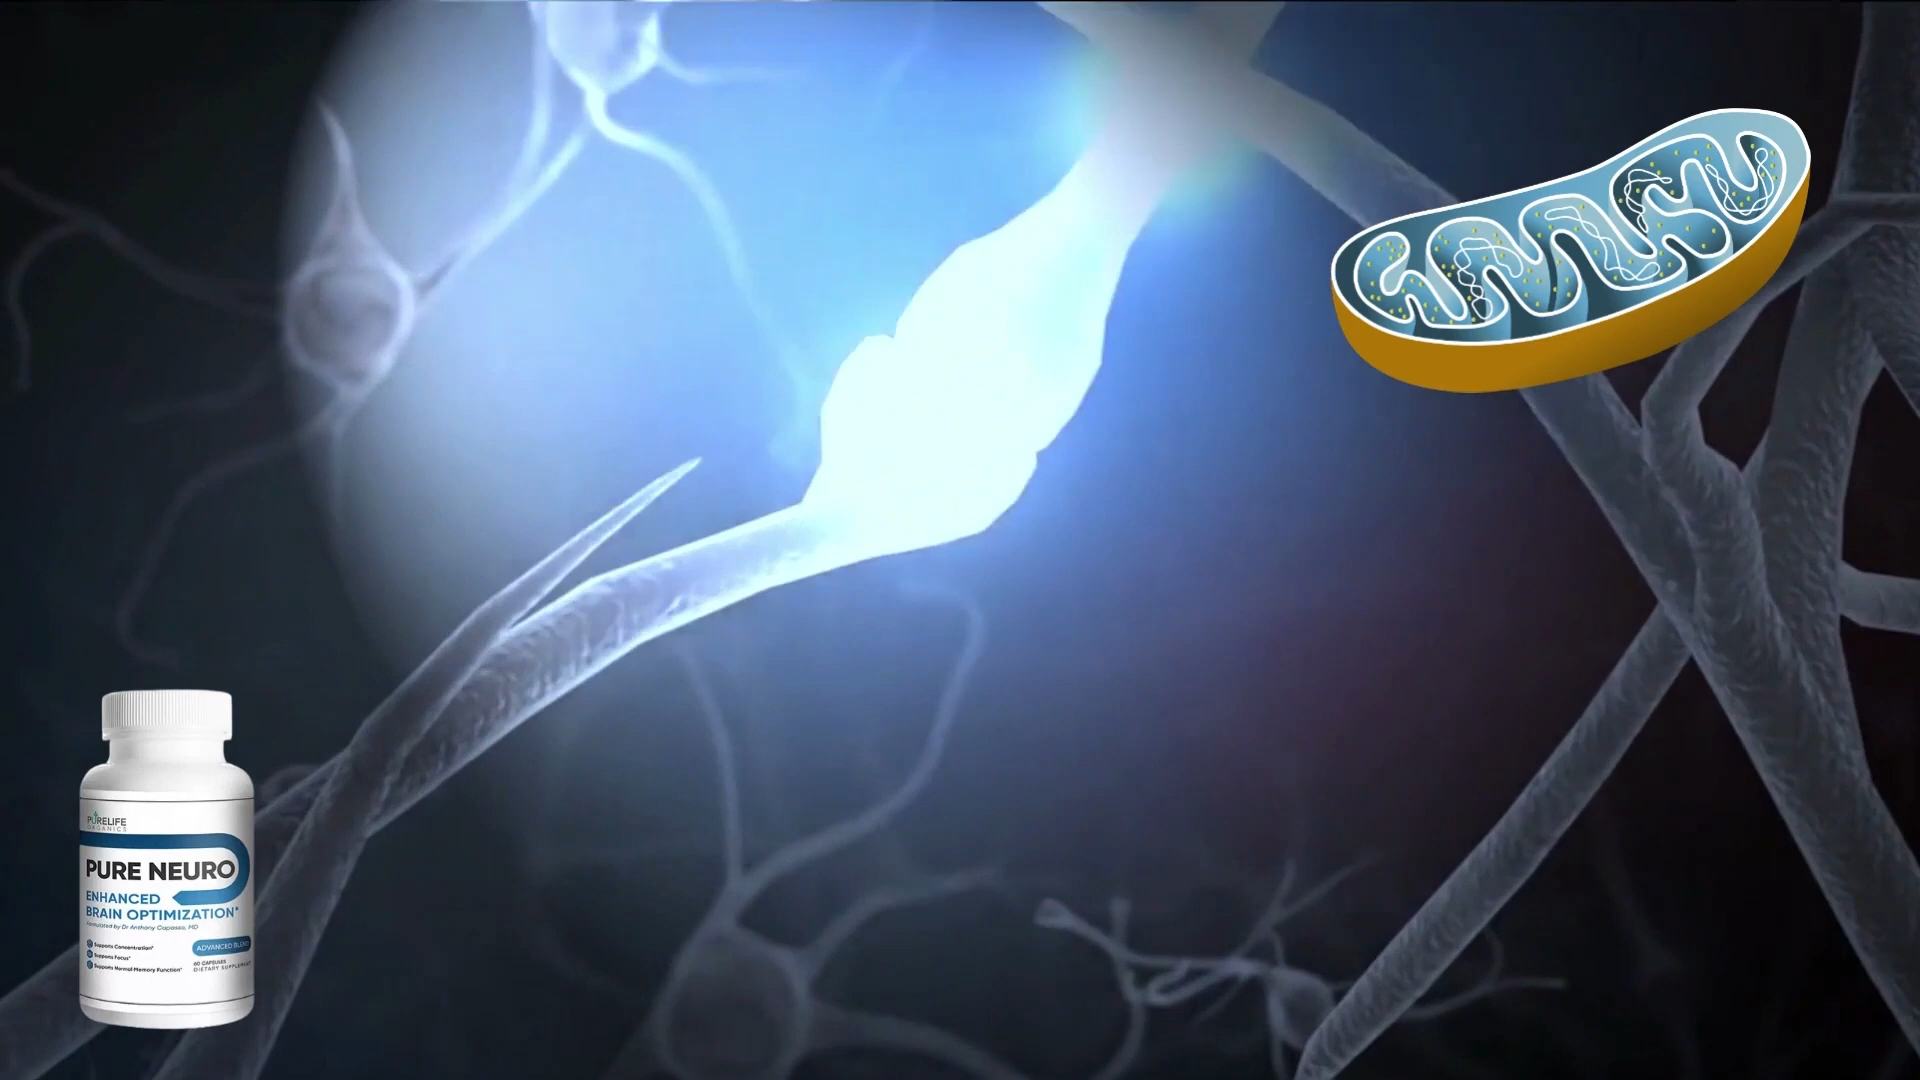 PURELIFE
ORGANICS
PURE NEURO
ENHANCED
BRAIN OPTIMIZATION*
Formulated by Dr Anthony Capasso, MD
Supports Concentration*
Supports Focus*
Supports Normal Memory Function*
ADVANCED BLEND
60 CAPSULES
DIETARY SUPPLEMENT